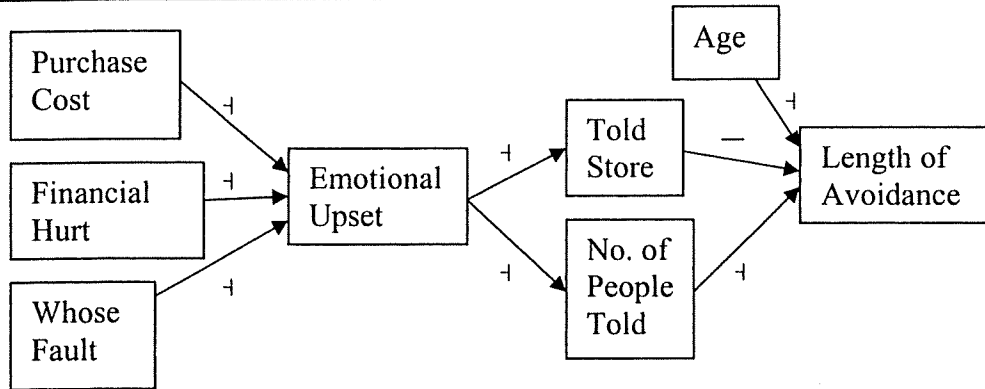 Purchase
Cost
Financial
Hurt
Whose
Fault
Emotional
Upset
Told
Store
No. of
People
Told
Age
Length of
Avoidance